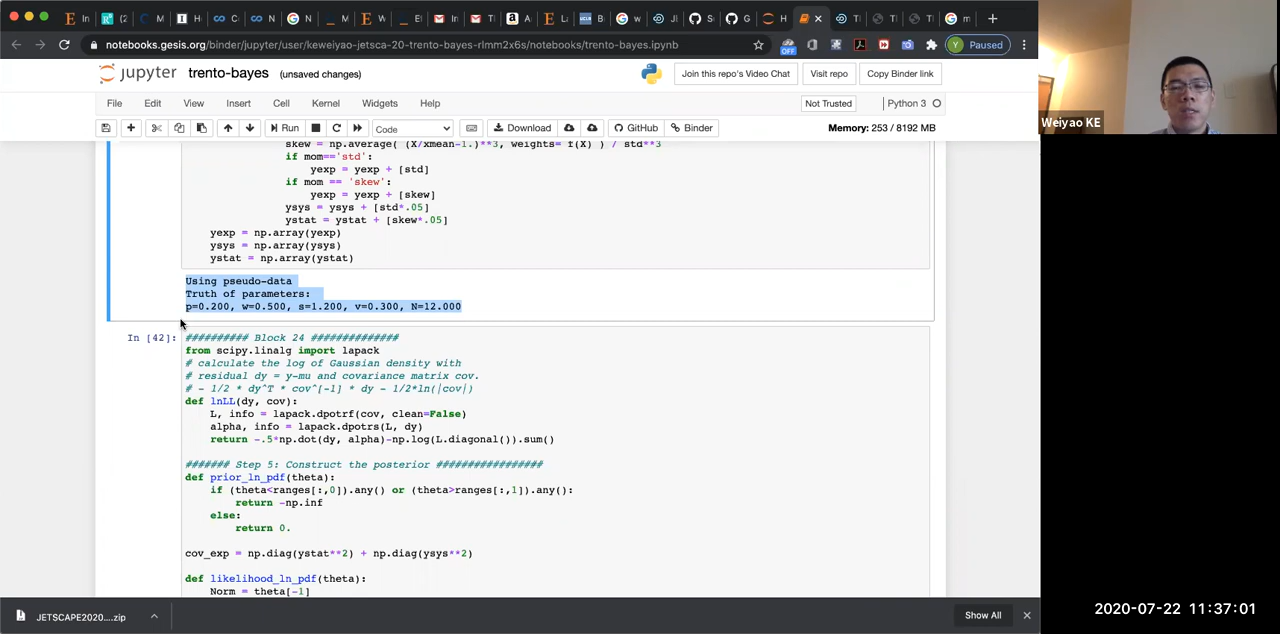 Paused
notebooks.gesis.org/binder/jupyter/user/keweiyao-jetsca-20-trento-bayes-rlmm2x6s/notebooks/trento-bayes.ipynb
OFF
Y
jupyter trento-bayes (unsaved changes)
Join this repo's Video Chat
Visit repo
Copy Binder link
File Edit View Insert Cell Kernel Widgets Help
Not Trusted
Python 3
Run
Code
Download
GitHub
Binder
Memory: 253 / 8192 MB
skew = np.average( (X/xmean-1.)**3, weights= f(X) ) / std**3
if mom=='std':
yexp = yexp + [std]
if mom == 'skew':
yexp = yexp + [skew]
ysys = ysys + [std*.05]
ystat = ystat + [skew*.05]
yexp = np.array(yexp)
ysys = np.array(ysys)
ystat = np.array(ystat)
Using pseudo-data
Truth of parameters:
p=0.200, w=0.500, s=1.200, v=0.300, N=12.000
In [42]:
########## Block 24 ##############
from scipy.linalg import lapack
# calculate the log of Gaussian density with
# residual dy = y-mu and covariance matrix cov.
# - 1/2 * dy^T * cov^[-1] * dy - 1/2*ln(|cov|)
def lnLL(dy, cov):
L, info = lapack.dpotrf(cov, clean=False)
alpha, info = lapack.dpotrs(L, dy)
return -.5*np.dot(dy, alpha)-np.log(L.diagonal()).sum()
####### Step 5: Construct the posterior #################
def prior_ln_pdf(theta):
if (theta<ranges[:,0]).any() or (theta>ranges[:,1]).any():
return -np.inf
else:
return 0.
cov_exp = np.diag(ystat**2) + np.diag(ysys**2)
def likelihood_ln_pdf(theta):
Norm = theta[-1]
JETSCAPE2020....zip
Show All
Weiyao KE
2020-07-22 11:37:01